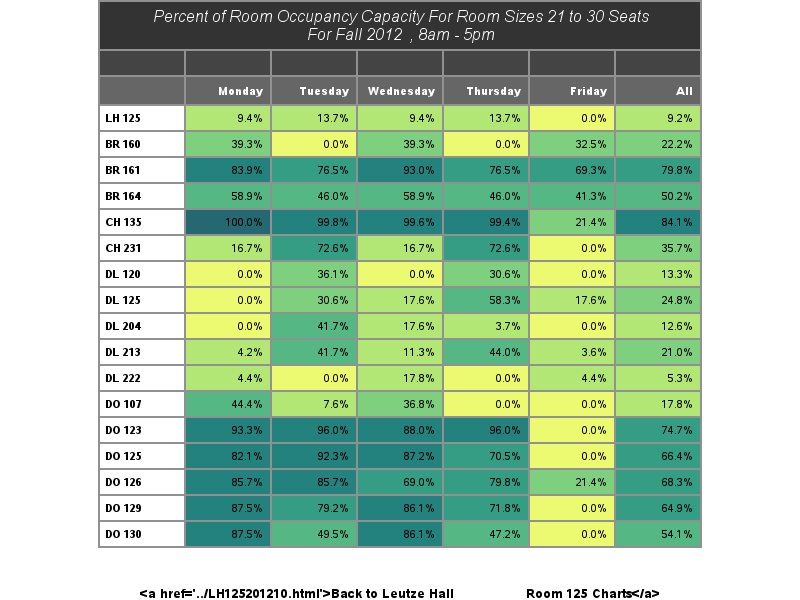 Percent of Room Occupancy Capacity For Room Sizes 21 to 30 Seats
For Fall 2012 , 8am - 5pm
Monday Tuesday Wednesday Thursday Friday All
LH 125 9.4% 13.7% 9.4% 13.7% 0.0% 9.2%
BR 160 39.3% 0.0% 39.3% 0.0% 32.5% 22.2%
BR 161 83.9% 76.5% 93.0% 76.5% 69.3% 79.8%
BR 164 58.9% 46.0% 58.9% 46.0% 41.3% 50.2%
CH 135 100.0% 99.8% 99.6% 99.4% 21.4% 84.1%
CH 231 16.7% 72.6% 16.7% 72.6% 0.0% 35.7%
DL 120 0.0% 36.1% 0.0% 30.6% 0.0% 13.3%
DL 125 0.0% 30.6% 17.6% 58.3% 17.6% 24.8%
DL 204 0.0% 41.7% 17.6% 3.7% 0.0% 12.6%
DL 213 4.2% 41.7% 11.3% 44.0% 3.6% 21.0%
DL 222 4.4% 0.0% 17.8% 0.0% 4.4% 5.3%
DO 107 44.4% 7.6% 36.8% 0.0% 0.0% 17.8%
DO 123 93.3% 96.0% 88.0% 96.0% 0.0% 74.7%
DO 125 82.1% 92.3% 87.2% 70.5% 0.0% 66.4%
DO 126 85.7% 85.7% 69.0% 79.8% 21.4% 68.3%
DO 129 87.5% 79.2% 86.1% 71.8% 0.0% 64.9%
DO 130 87.5% 49.5% 86.1% 47.2% 0.0% 54.1%
<a href='../LH125201210.html'>Back to Leutze Hall Room 125 Charts</a>